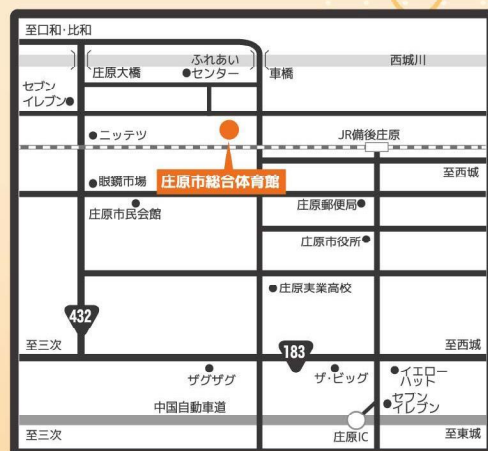 至口和･比和
庄原大橋
ふれあい
センター
車橋
西城川
セブン
イレブン
ニッテツ
JR備後庄原
眼鏡市場
庄原市総合体育館
至西城
庄原市民会館
庄原郵便局
庄原市役所
庄原実業高校
432
至三次
183
至西城
ザグザグ
ザ･ビッグ
イエロー
ハット
中国自動車道
セブン
イレブン
至三次
庄原IC
至東城